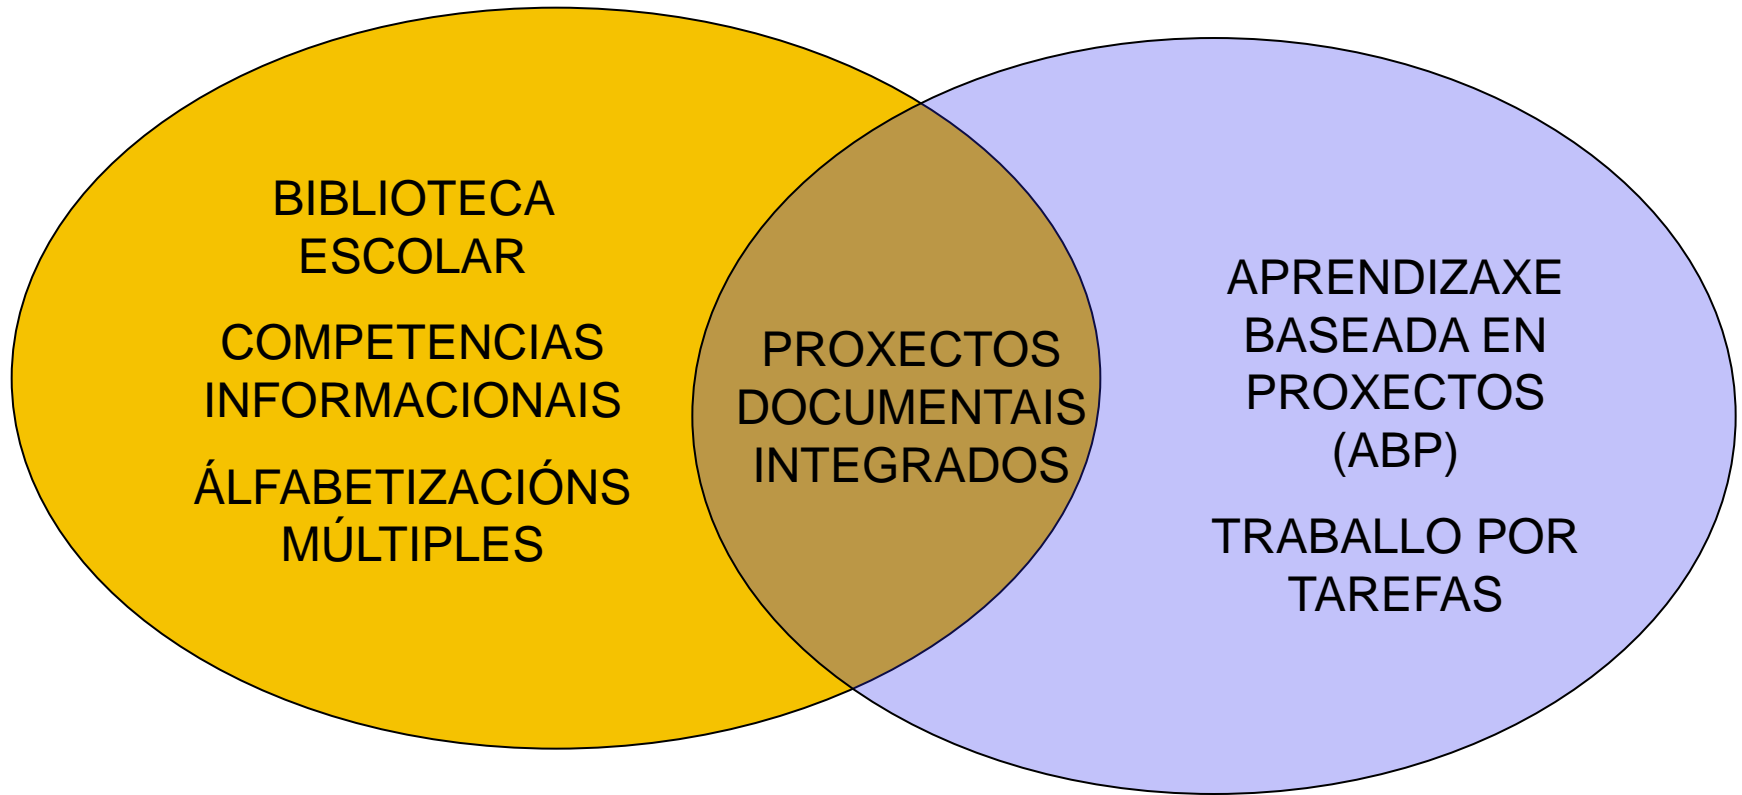 BIBLIOTECA
ESCOLAR
COMPETENCIAS
INFORMACIONAIS
ÁLFABETIZACIÓNS
MÚLTIPLES
PROXECTOS
DOCUMENTAIS
INTEGRADOS
APRENDIZAXE
BASEADA EN
PROXECTOS
(ABP)
TRABALLO POR
TAREFAS